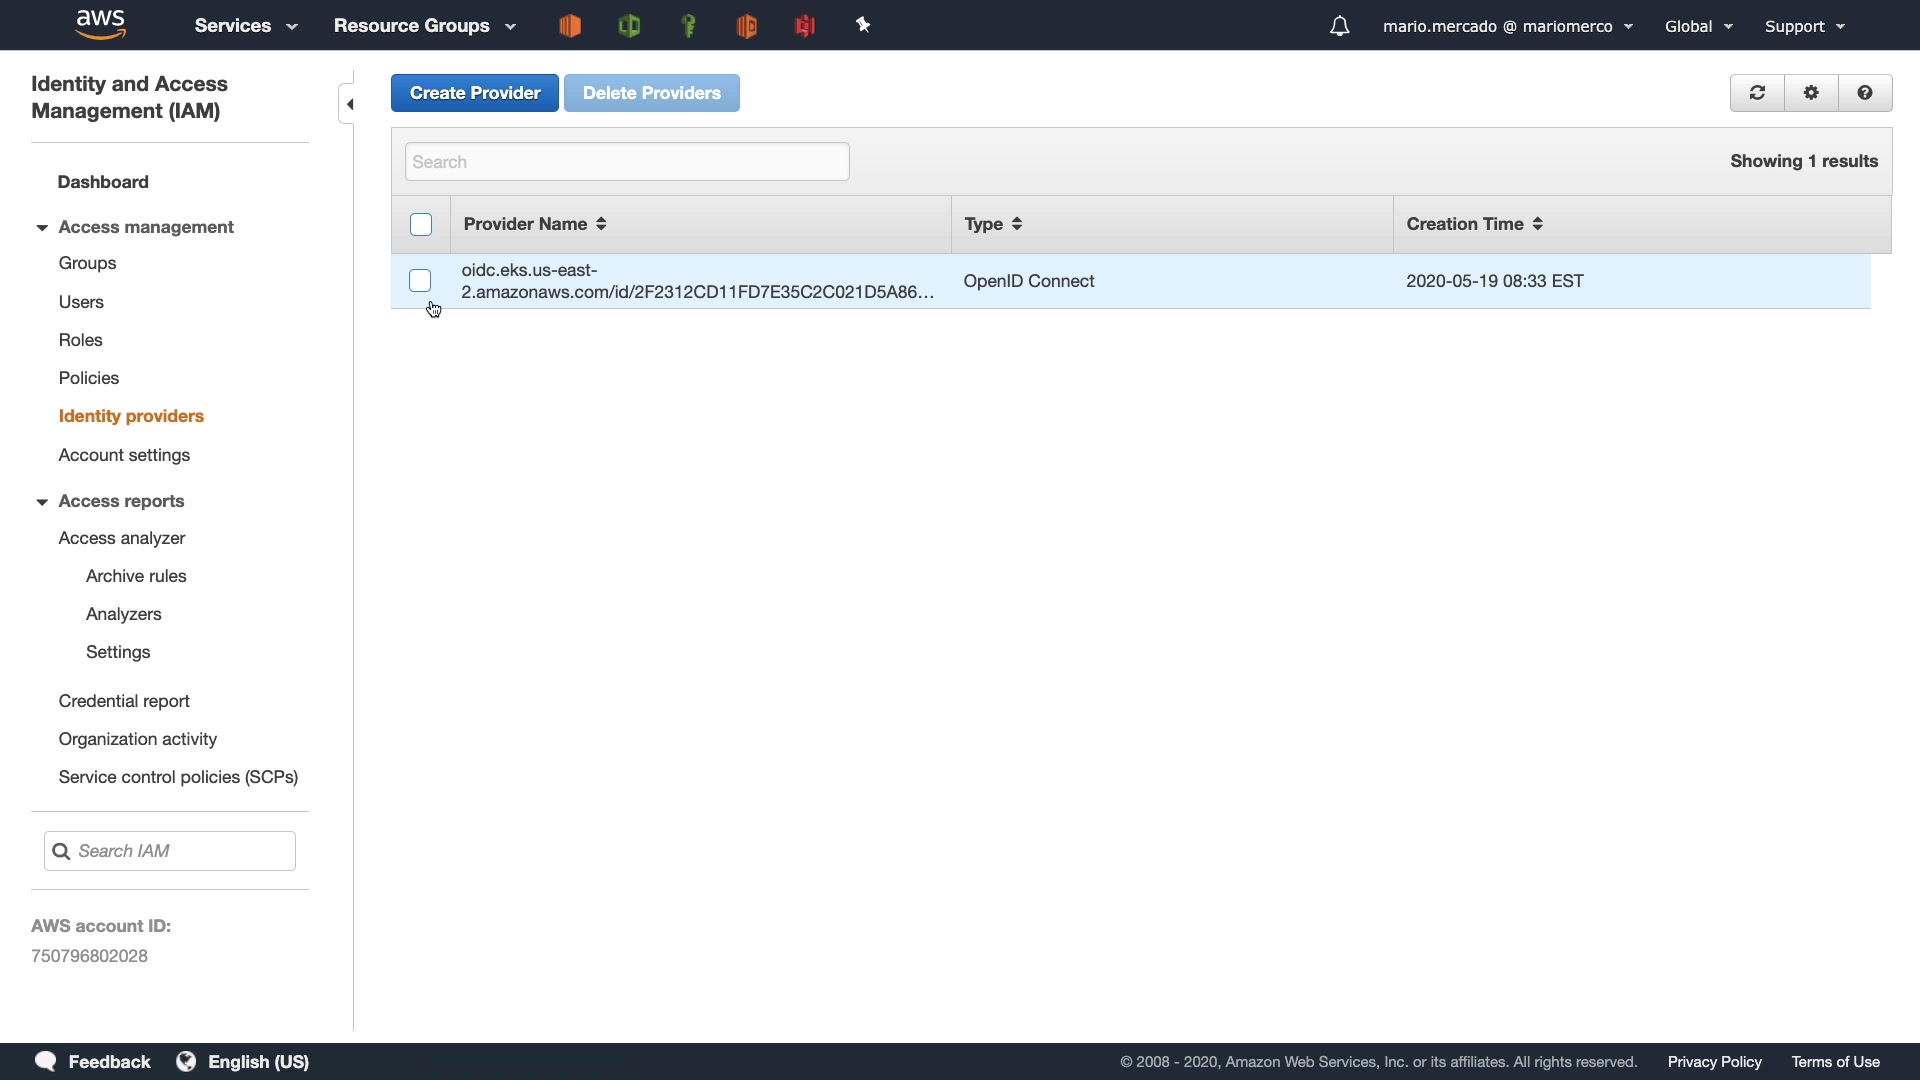 aws
Services
Resource Groups
mario.mercado @ mariomerco
Global
Support
Identity and Access
Management (IAM)
Dashboard
Access management
Groups
Users
Roles
Policies
Identity providers
Account settings
Access reports
Access analyzer
Archive rules
Analyzers
Settings
Credential report
Organization activity
Service control policies (SCPs)
Search IAM
AWS account ID:
750796802028
Create Provider
Delete Providers
Search
Showing 1 results
Provider Name
Type
Creation Time
oidc.eks.us-east-
2.amazonaws.com/id/2F2312CD11FD7E35C2C021D5A86...
OpenID Connect
2020-05-19 08:33 EST
Feedback
English (US)
© 2008 - 2020, Amazon Web Services, Inc. or its affiliates. All rights reserved.
Privacy Policy
Terms of Use